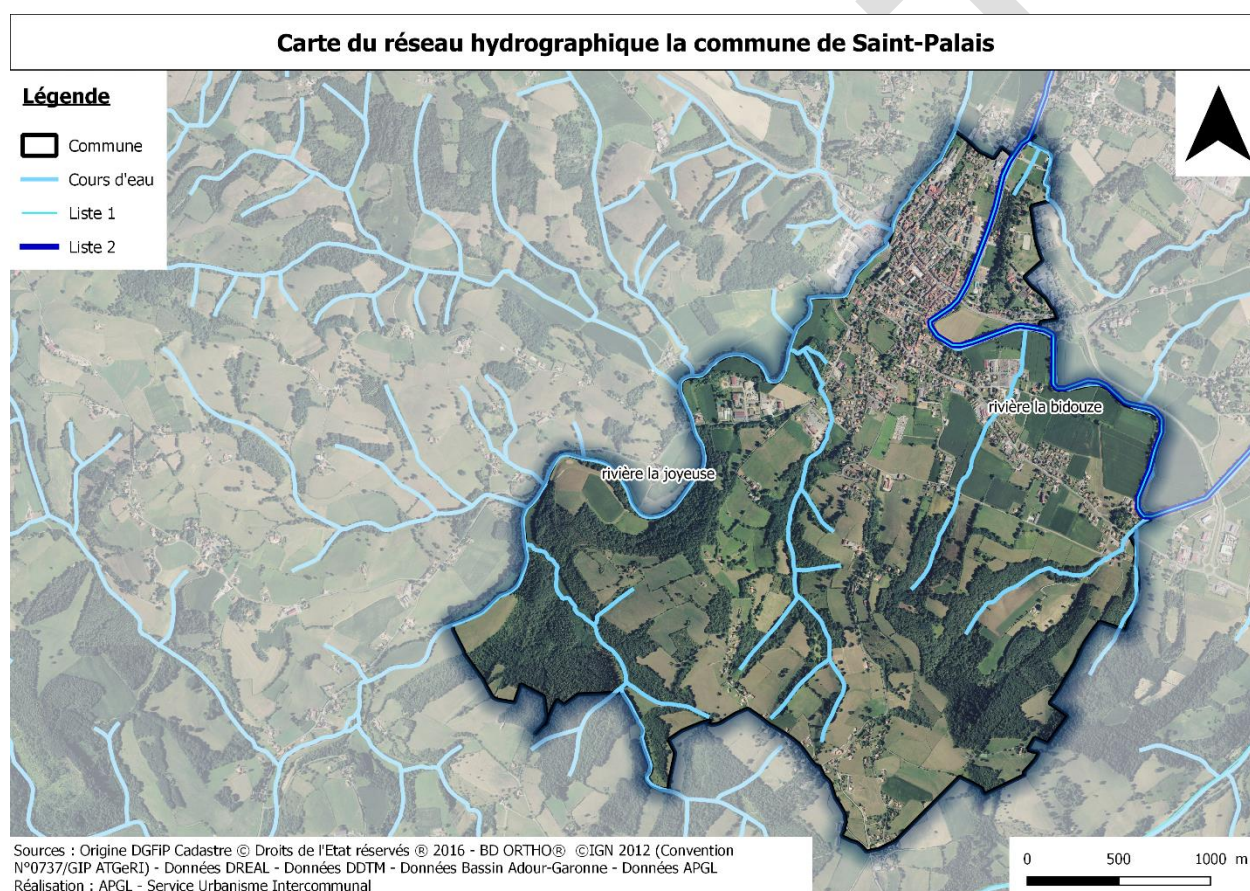 Carte du réseau hydrographique la commune de Saint-Palais
Légende
Commune
Cours d'eau
Liste 1
Liste 2
rivière la bidouze
rivière la joyeuse
Sources : Origine DGFiP Cadastre © Droits de l'Etat réservés ® 2016 - BD ORTHO® ©IGN 2012 (Convention
N°0737/GIP ATGeRI) - Données DREAL - Données DDTM - Données Bassin Adour-Garonne - Données APGL
Réalisation : APGL - Service Urbanisme Intercommunal
0 500 1000 m